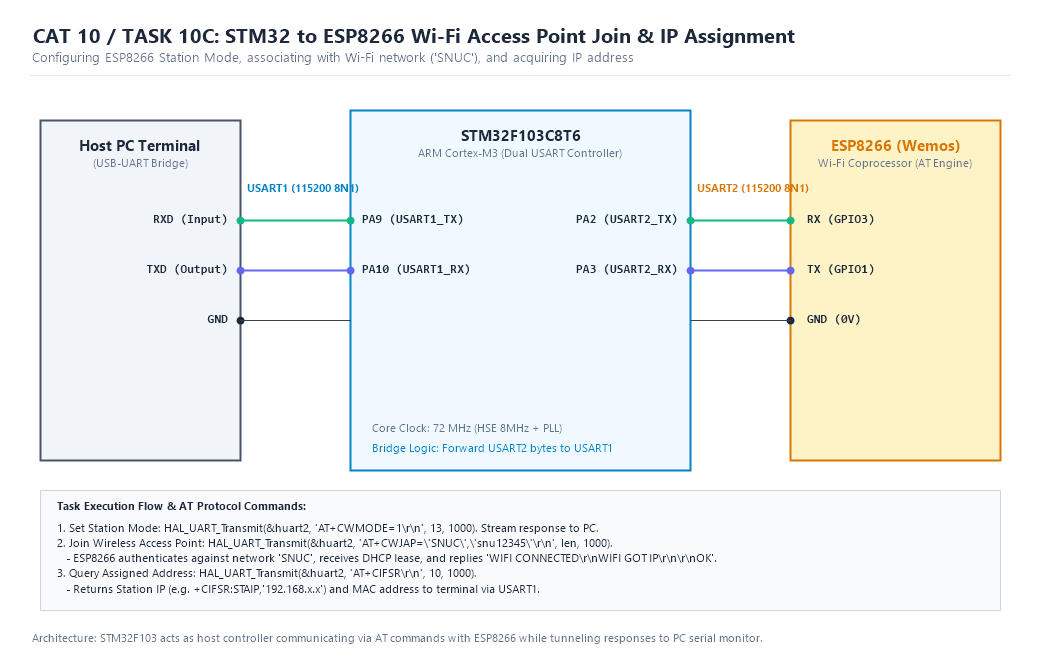 CAT 10 / TASK 10C: STM32 to ESP8266 Wi-Fi Access Point Join & IP Assignment
Configuring ESP8266 Station Mode, associating with Wi-Fi network ('SNUC'), and acquiring IP address
Host PC Terminal
(USB-UART Bridge)
STM32F103C8T6
ARM Cortex-M3 (Dual USART Controller)
ESP8266 (Wemos)
Wi-Fi Coprocessor (AT Engine)
USART1 (115200 8N1)
USART2 (115200 8N1)
RXD (Input)
PA9 (USART1_TX)
PA2 (USART2_TX)
RX (GPIO3)
TXD (Output)
PA10 (USART1_RX)
PA3 (USART2_RX)
TX (GPIO1)
GND
GND (0V)
Core Clock: 72 MHz (HSE 8MHz + PLL)
Bridge Logic: Forward USART2 bytes to USART1
Task Execution Flow & AT Protocol Commands:
1. Set Station Mode: HAL_UART_Transmit(&huart2, 'AT+CWMODE=1\r\n', 13, 1000). Stream response to PC.
2. Join Wireless Access Point: HAL_UART_Transmit(&huart2, 'AT+CWJAP=\'SNUC\',\'snu12345\'\r\n', len, 1000).
- ESP8266 authenticates against network 'SNUC', receives DHCP lease, and replies 'WIFI CONNECTED\r\nWIFI GOT IP\r\n\r\nOK'.
3. Query Assigned Address: HAL_UART_Transmit(&huart2, 'AT+CIFSR\r\n', 10, 1000).
- Returns Station IP (e.g. +CIFSR:STAIP,'192.168.x.x') and MAC address to terminal via USART1.
Architecture: STM32F103 acts as host controller communicating via AT commands with ESP8266 while tunneling responses to PC serial monitor.